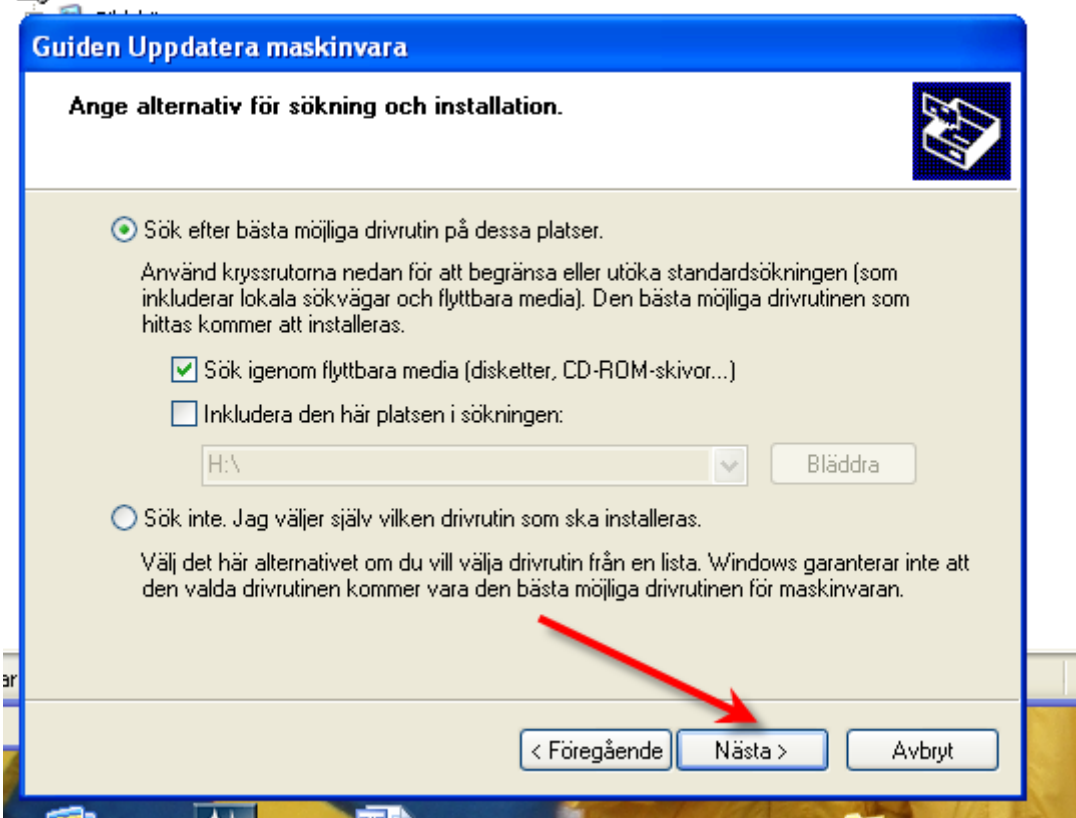 Guiden Uppdatera maskinvara
Ange alternativ för sökning och installation.
Sök efter bästa möjliga drivrutin på dessa platser.
Använd kryssrutorna nedan för att begränsa eller utöka standardsökningen (som
inkluderar lokala sökvägar och flyttbara media). Den bästa möjliga drivrutinen som
hittas kommer att installeras.
Sök igenom flyttbara media (disketter, CD-ROM-skivor...)
Inkludera den här platsen i sökningen:
H:\
Bläddra
Sök inte. Jag väljer själv vilken drivrutin som ska installeras.
Välj det här alternativet om du vill välja drivrutin från en lista. Windows garanterar inte att
den valda drivrutinen kommer vara den bästa möjliga drivrutinen för maskinvaran.
ar
< Föregående
Nästa >
Avbryt